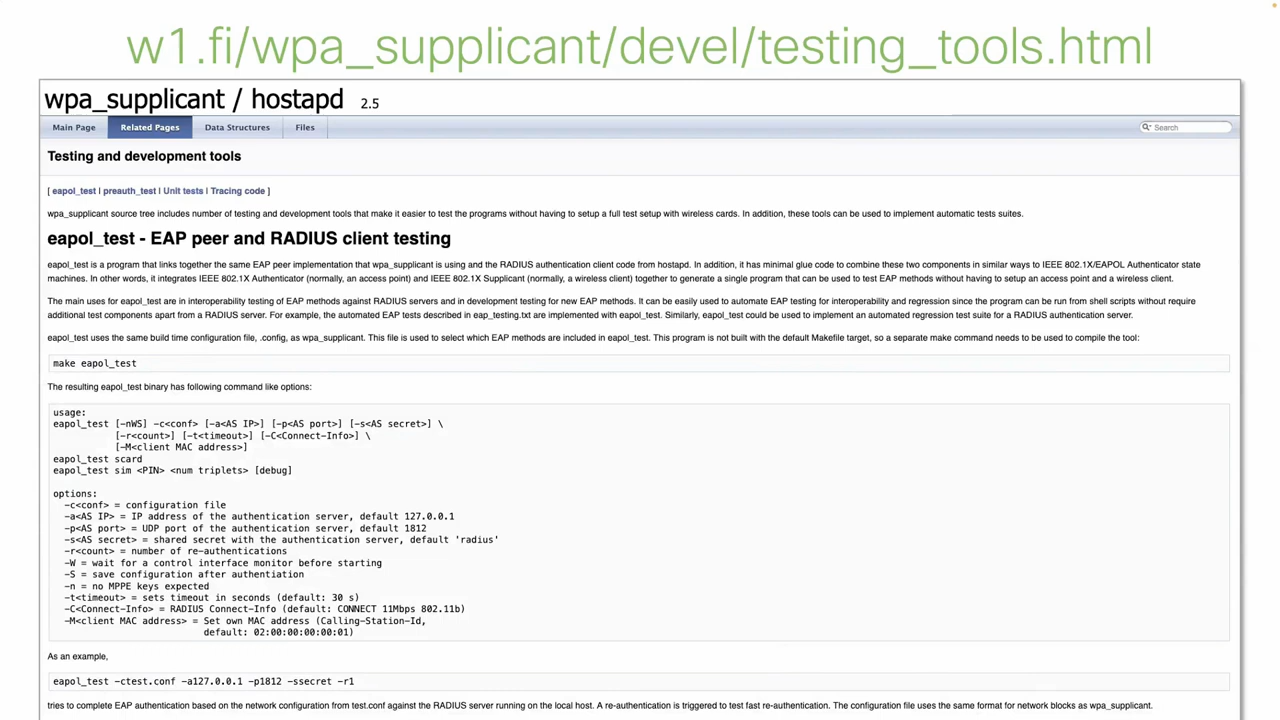 w1.fi/wpa_supplicant/devel/testing_tools.html
wpa_supplicant / hostapd 2.5
Main Page Related Pages Data Structures Files Search
Testing and development tools
[ eapol_test | preauth_test | Unit tests | Tracing code ]
wpa_supplicant source tree includes number of testing and development tools that make it easier to test the programs without having to setup a full test setup with wireless cards. In addition, these tools can be used to implement automatic tests suites.
eapol_test - EAP peer and RADIUS client testing
eapol_test is a program that links together the same EAP peer implementation that wpa_supplicant is using and the RADIUS authentication client code from hostapd. In addition, it has minimal glue code to combine these two components in similar ways to IEEE 802.1X/EAPOL Authenticator state
machines. In other words, it integrates IEEE 802.1X Authenticator (normally, an access point) and IEEE 802.1X Supplicant (normally, a wireless client) together to generate a single program that can be used to test EAP methods without having to setup an access point and a wireless client.
The main uses for eapol_test are in interoperability testing of EAP methods against RADIUS servers and in development testing for new EAP methods. It can be easily used to automate EAP testing for interoperability and regression since the program can be run from shell scripts without require
additional test components apart from a RADIUS server. For example, the automated EAP tests described in eap_testing.txt are implemented with eapol_test. Similarly, eapol_test could be used to implement an automated regression test suite for a RADIUS authentication server.
eapol_test uses the same build time configuration file, .config, as wpa_supplicant. This file is used to select which EAP methods are included in eapol_test. This program is not built with the default Makefile target, so a separate make command needs to be used to compile the tool:
make eapol_test
The resulting eapol_test binary has following command like options:
usage:
eapol_test [-nWS] -c<conf> [-a<AS IP>] [-p<AS port>] [-s<AS secret>] \
[-r<count>] [-t<timeout>] [-C<Connect-Info>] \
[-M<client MAC address>]
eapol_test scard
eapol_test sim <PIN> <num triplets> [debug]
options:
-c<conf> = configuration file
-a<AS IP> = IP address of the authentication server, default 127.0.0.1
-p<AS port> = UDP port of the authentication server, default 1812
-s<AS secret> = shared secret with the authentication server, default 'radius'
-r<count> = number of re-authentications
-W = wait for a control interface monitor before starting
-S = save configuration after authentiation
-n = no MPPE keys expected
-t<timeout> = sets timeout in seconds (default: 30 s)
-C<Connect-Info> = RADIUS Connect-Info (default: CONNECT 11Mbps 802.11b)
-M<client MAC address> = Set own MAC address (Calling-Station-Id,
default: 02:00:00:00:00:01)
As an example,
eapol_test -ctest.conf -a127.0.0.1 -p1812 -ssecret -r1
tries to complete EAP authentication based on the network configuration from test.conf against the RADIUS server running on the local host. A re-authentication is triggered to test fast re-authentication. The configuration file uses the same format for network blocks as wpa_supplicant.